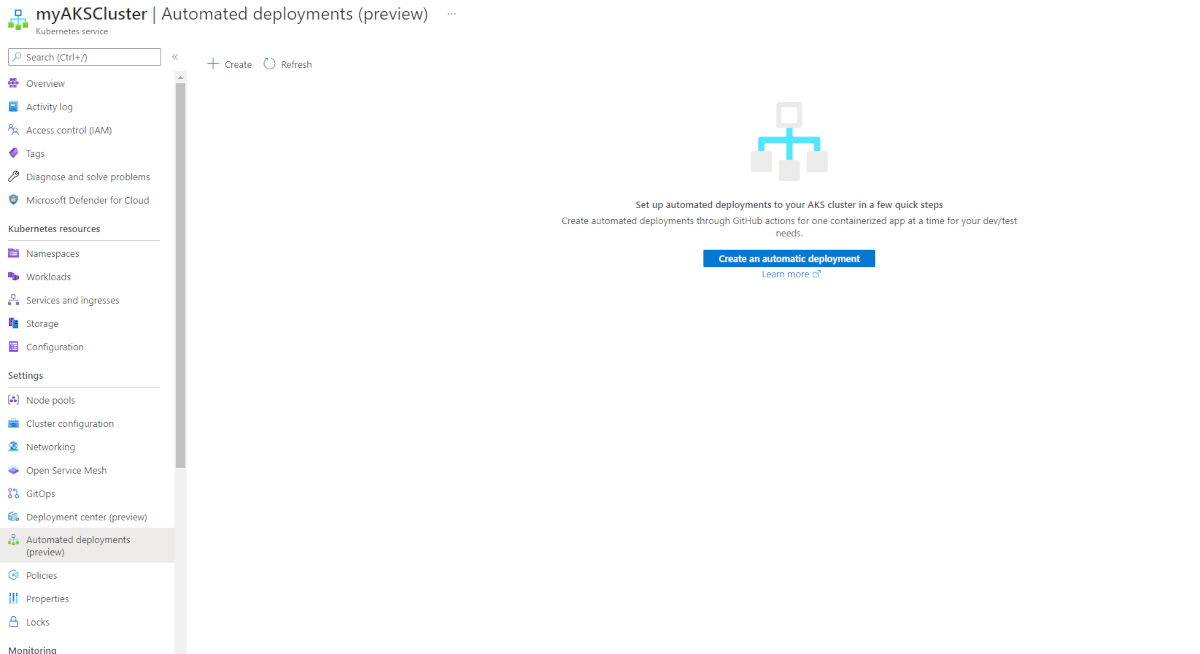 myAKSCluster | Automated deployments (preview) ...
Kubernetes service
Search (Ctrl+/)
«
Overview
Activity log
Access control (IAM)
Tags
Diagnose and solve problems
Microsoft Defender for Cloud
Kubernetes resources
Namespaces
Workloads
Services and ingresses
Storage
Configuration
Settings
Node pools
Cluster configuration
Networking
Open Service Mesh
GitOps
Deployment center (preview)
Automated deployments
(preview)
Policies
Properties
Locks
Monitoring
Create Refresh
Set up automated deployments to your AKS cluster in a few quick steps
Create automated deployments through GitHub actions for one containerized app at a time for your dev/test
needs.
Create an automatic deployment
Learn more